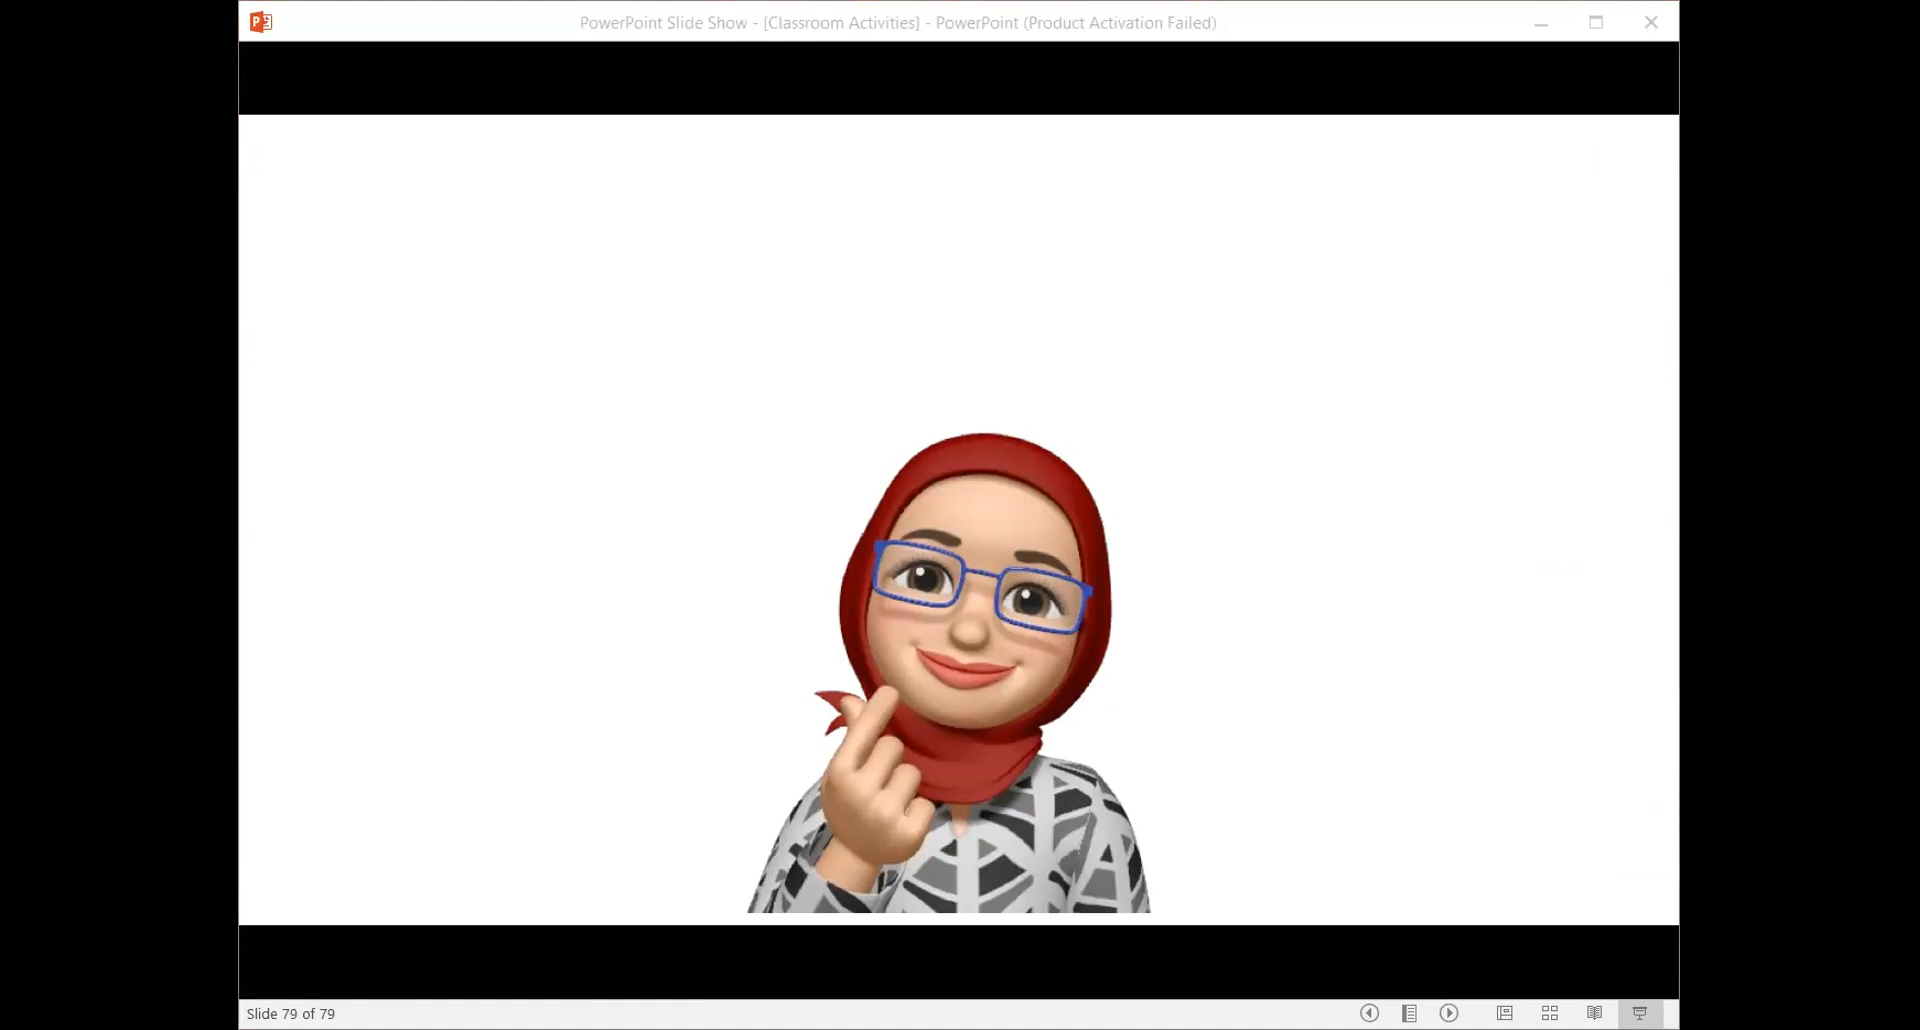 PowerPoint Slide Show - [Classroom Activities] - PowerPoint (Product Activation Failed)
Slide 79 of 79